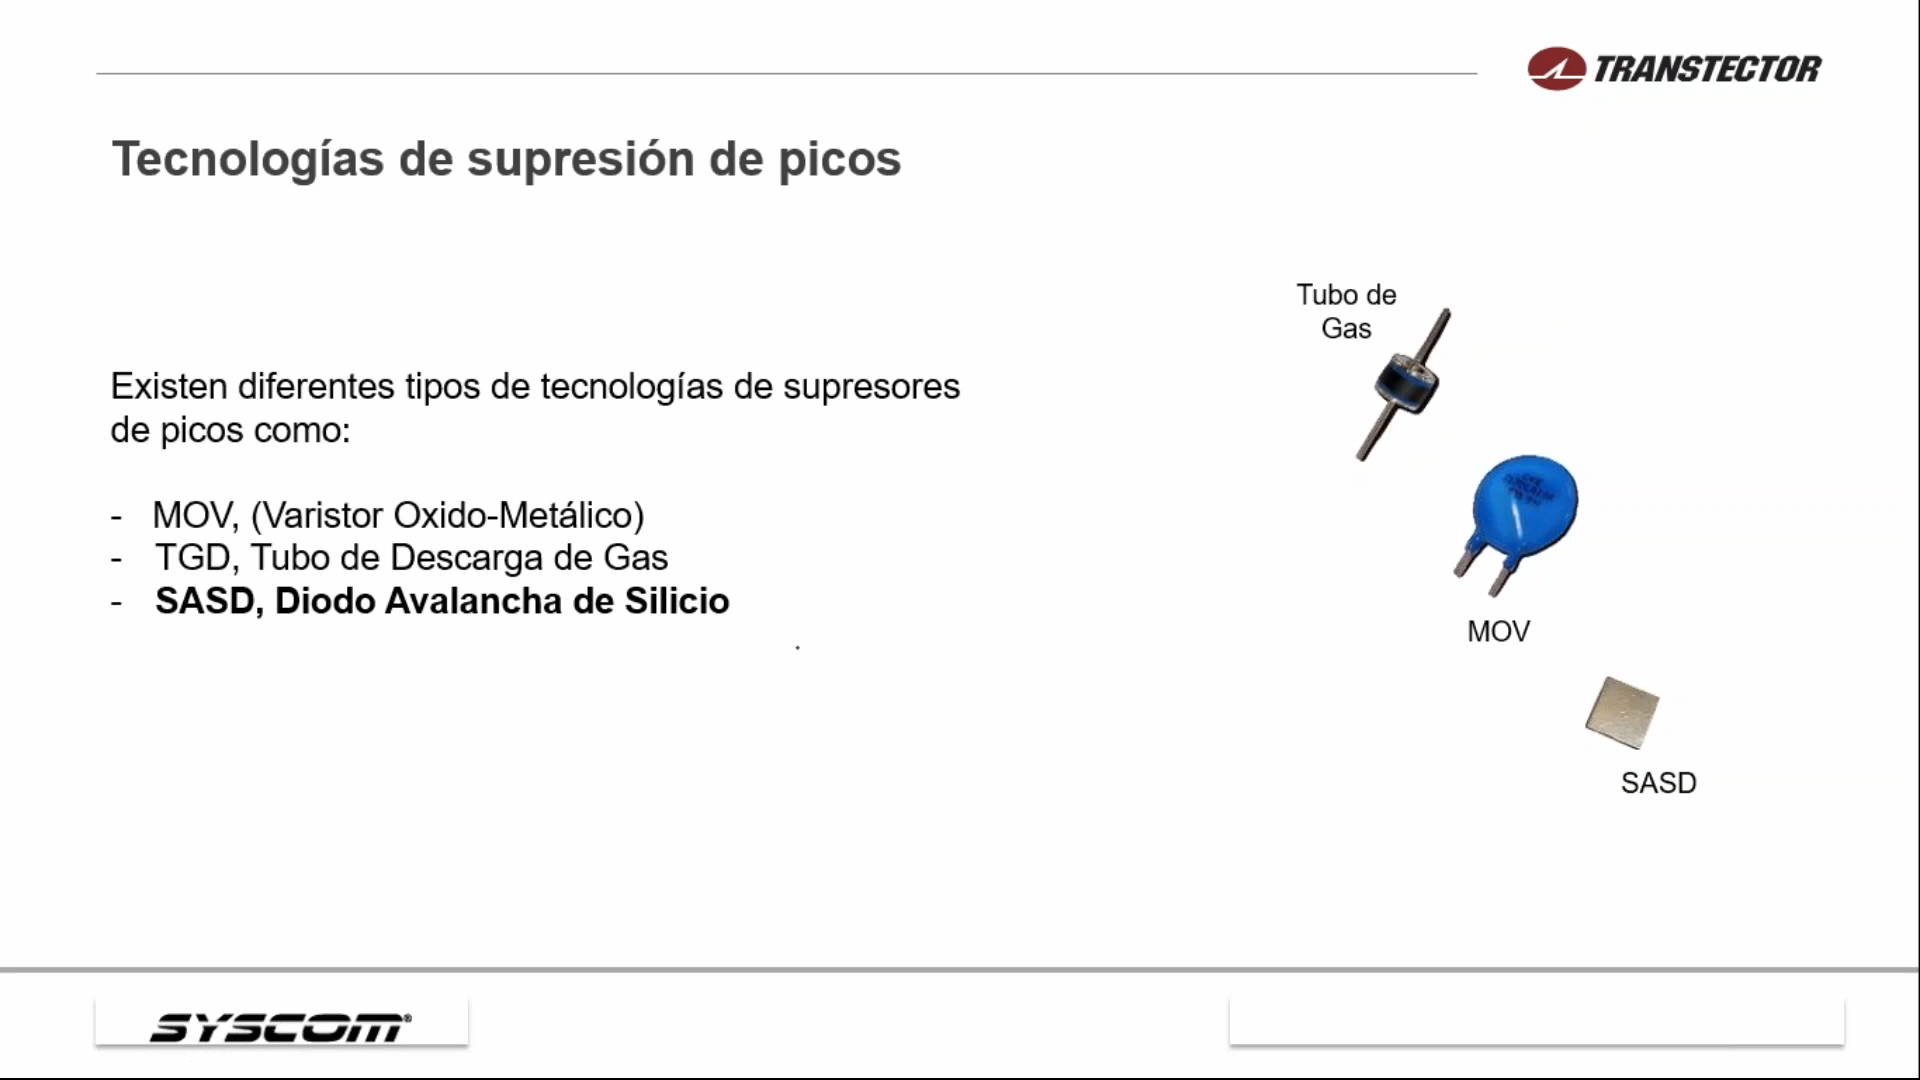 TRANSTECTOR
Tecnologías de supresión de picos
Existen diferentes tipos de tecnologías de supresores
de picos como:
- MOV, (Varistor Oxido-Metálico)
- TGD, Tubo de Descarga de Gas
- SASD, Diodo Avalancha de Silicio
Tubo de
Gas
MOV
SASD
SYSCOM®